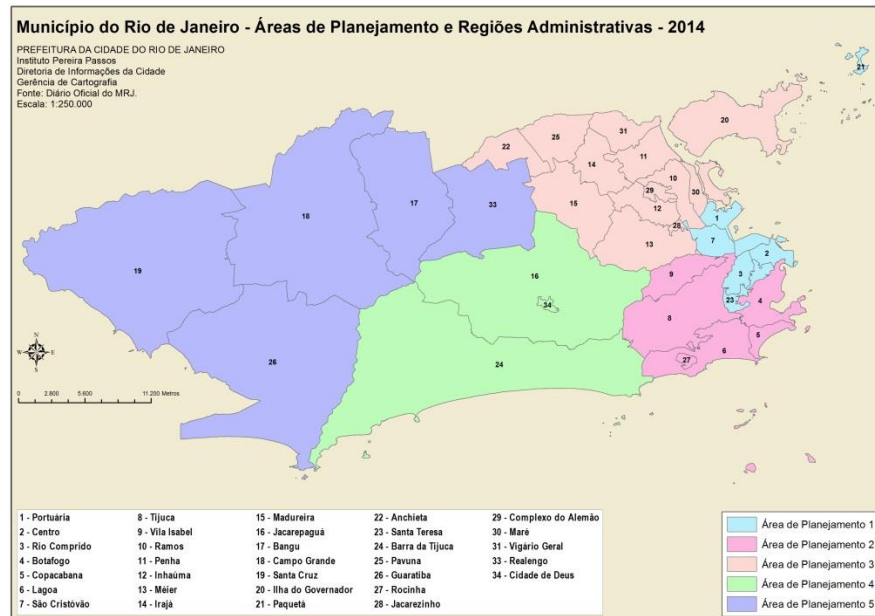 Município do Rio de Janeiro - Áreas de Planejamento e Regiões Administrativas - 2014
PREFEITURA DA CIDADE DO RIO DE JANEIRO
Instituto Pereira Passos
Diretoria de Informações da Cidade
Gerência de Cartografia
Fonte: Diário Oficial do MRJ.
Escala: 1:250.000
21
20
31
25
22
14
11
10
29
30
17
33
15
12
18
28
1
13
7
2
19
16
9
3
34
23
4
8
5
26
24
27
6
N
W E
S
0 2.800 5.600 11.200 Metros
1 - Portuária
2 - Centro
3 - Rio Comprido
4 - Botafogo
5 - Copacabana
6 - Lagoa
7 - São Cristóvão
8 - Tijuca
9 - Vila Isabel
10 - Ramos
11 - Penha
12 - Inhaúma
13 - Méier
14 - Irajá
15 - Madureira
16 - Jacarepaguá
17 - Bangu
18 - Campo Grande
19 - Santa Cruz
20 - Ilha do Governador
21 - Paquetá
22 - Anchieta
23 - Santa Teresa
24 - Barra da Tijuca
25 - Pavuna
26 - Guaratiba
27 - Rocinha
28 - Jacarezinho
29 - Complexo do Alemão
30 - Maré
31 - Vigário Geral
33 - Realengo
34 - Cidade de Deus
Área de Planejamento 1
Área de Planejamento 2
Área de Planejamento 3
Área de Planejamento 4
Área de Planejamento 5